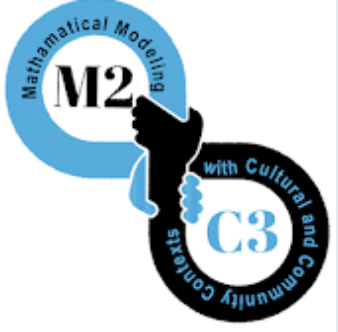 Mathamatical Modeling
M2
with Cultural and Community Contexts
C3